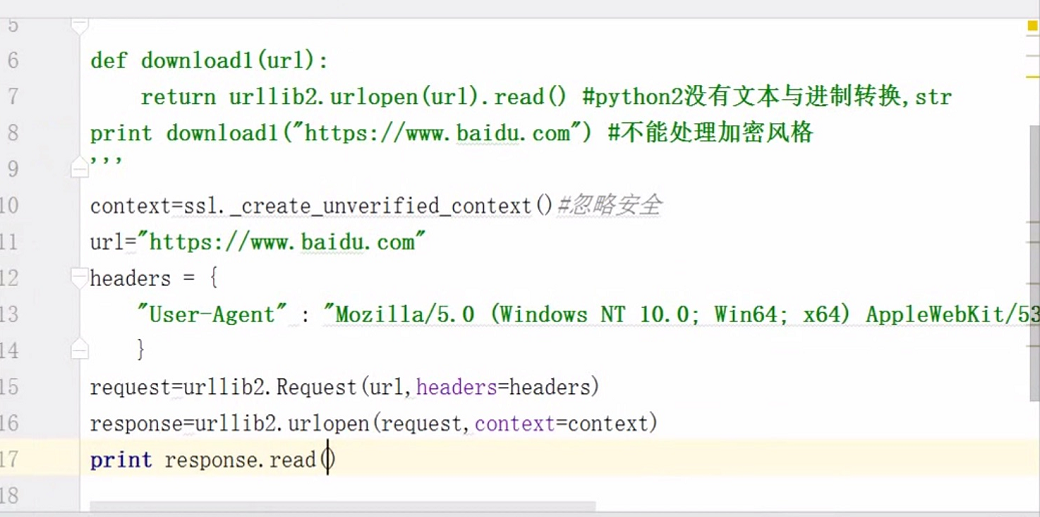 5
6 def download1(url):
7 return urllib2.urlopen(url).read() #python2没有文本与进制转换,str
8 print download1("https://www.baidu.com") #不能处理加密风格
9 '''
10 context=ssl._create_unverified_context()#忽略安全
11 url="https://www.baidu.com"
12 headers = {
13 "User-Agent" : "Mozilla/5.0 (Windows NT 10.0; Win64; x64) AppleWebKit/53
14 }
15 request=urllib2.Request(url,headers=headers)
16 response=urllib2.urlopen(request,context=context)
17 print response.read()
18